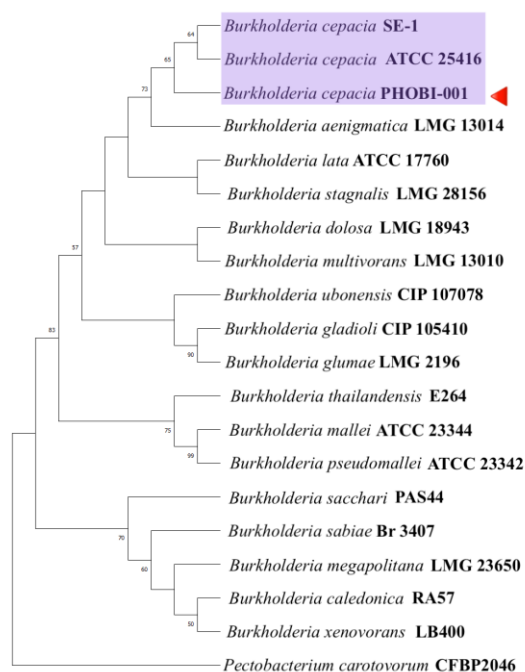 64
Burkholderia cepacia SE-1
65
Burkholderia cepacia ATCC 25416
73
Burkholderia cepacia PHOBI-001
Burkholderia aenigmatica LMG 13014
Burkholderia lata ATCC 17760
Burkholderia stagnalis LMG 28156
Burkholderia dolosa LMG 18943
57
Burkholderia multivorans LMG 13010
Burkholderia ubonensis CIP 107078
83
Burkholderia gladioli CIP 105410
90
Burkholderia glumae LMG 2196
Burkholderia thailandensis E264
75
Burkholderia mallei ATCC 23344
99
Burkholderia pseudomallei ATCC 23342
Burkholderia sacchari PAS44
70
Burkholderia sabiae Br 3407
60
Burkholderia megapolitana LMG 23650
Burkholderia caledonica RA57
50
Burkholderia xenovorans LB400
Pectobacterium carotovorum CFBP2046